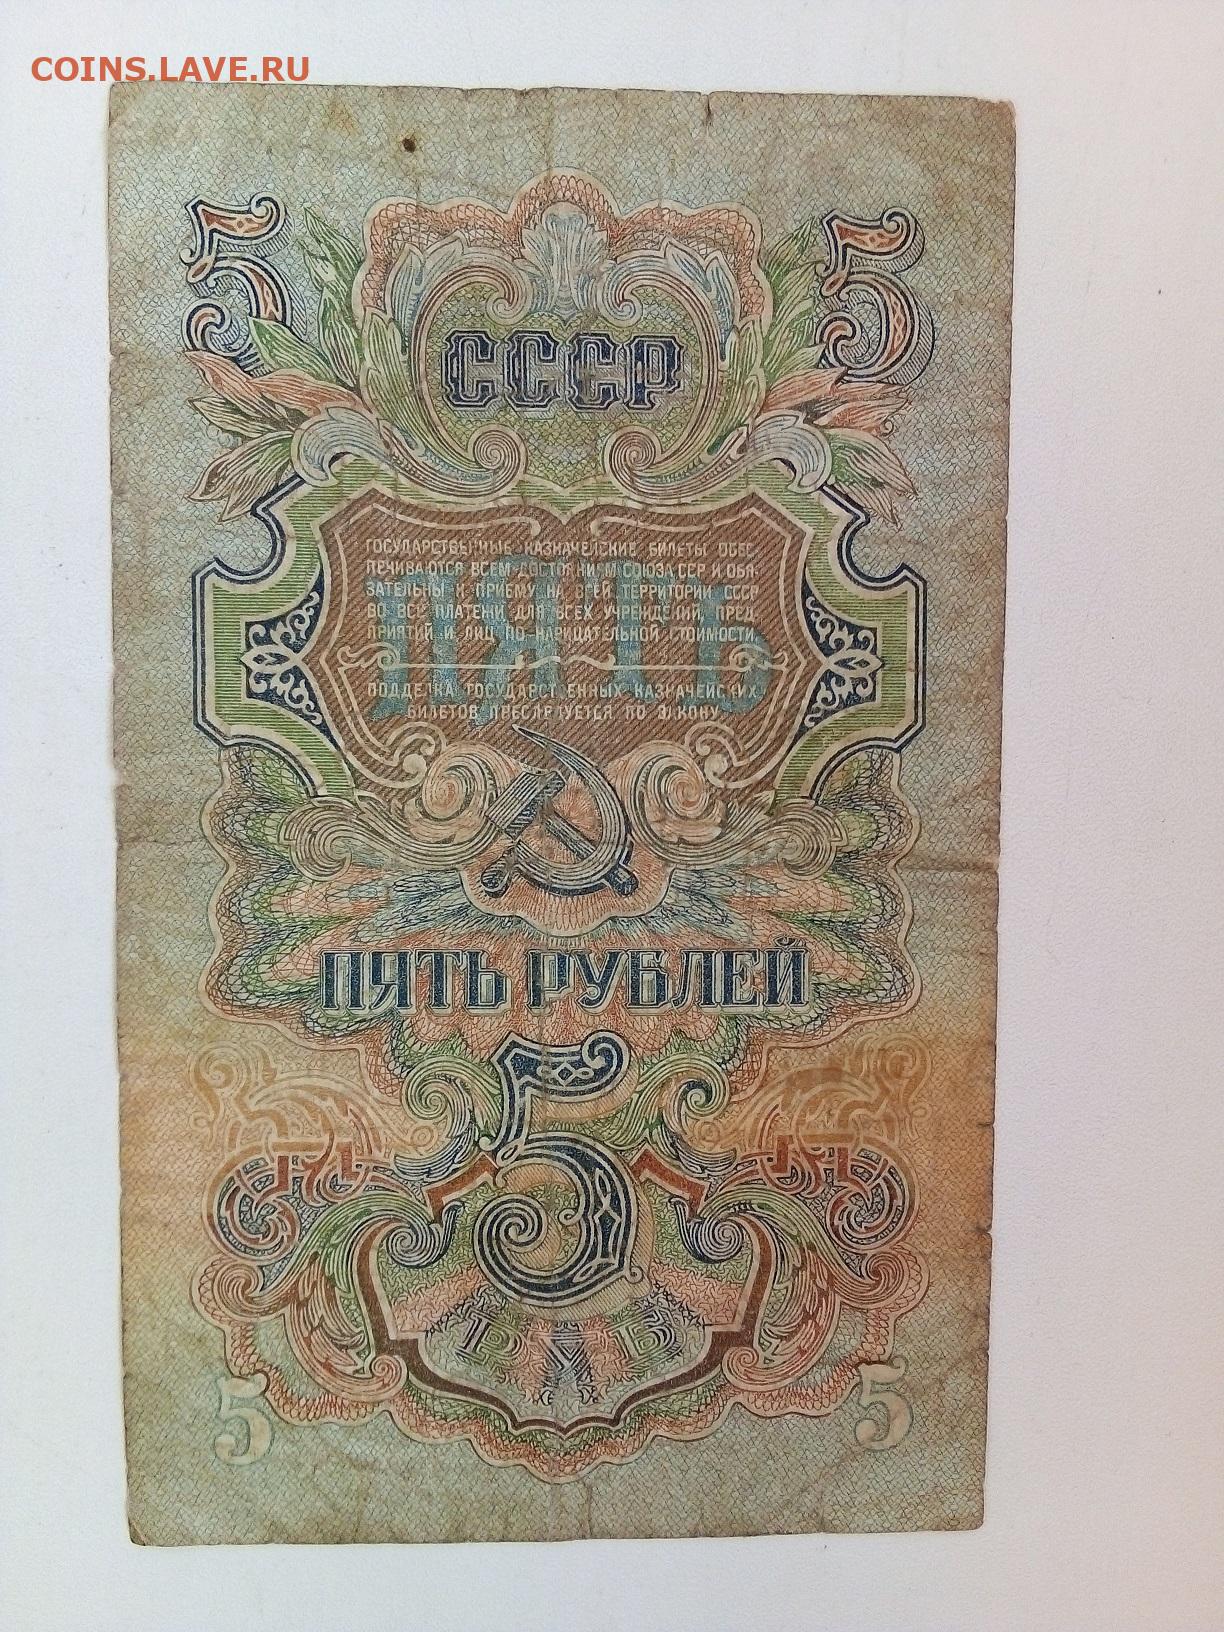 COINS.LAVE.RU
5 5
СССР
ГОСУДАРСТВЕННЫЕ КАЗНАЧЕЙСКИЕ БИЛЕТЫ ОБЕС-
ПЕЧИВАЮТСЯ ВСЕМ ДОСТОЯНИЕМ СОЮЗА ССР И ОБЯ-
ЗАТЕЛЬНЫ К ПРИЕМУ НА ВСЕЙ ТЕРРИТОРИИ СССР
ВО ВСЕ ПЛАТЕЖИ ДЛЯ ВСЕХ УЧРЕЖДЕНИЙ, ПРЕД-
ПРИЯТИЙ И ЛИЦ ПО НАРИЦАТЕЛЬНОЙ СТОИМОСТИ.
ПЯТЬ
ПОДДЕЛКА ГОСУДАРСТВЕННЫХ КАЗНАЧЕЙСКИХ
БИЛЕТОВ ПРЕСЛЕДУЕТСЯ ПО ЗАКОНУ.
ПЯТЬ РУБЛЕЙ
5
РУБ
5 5